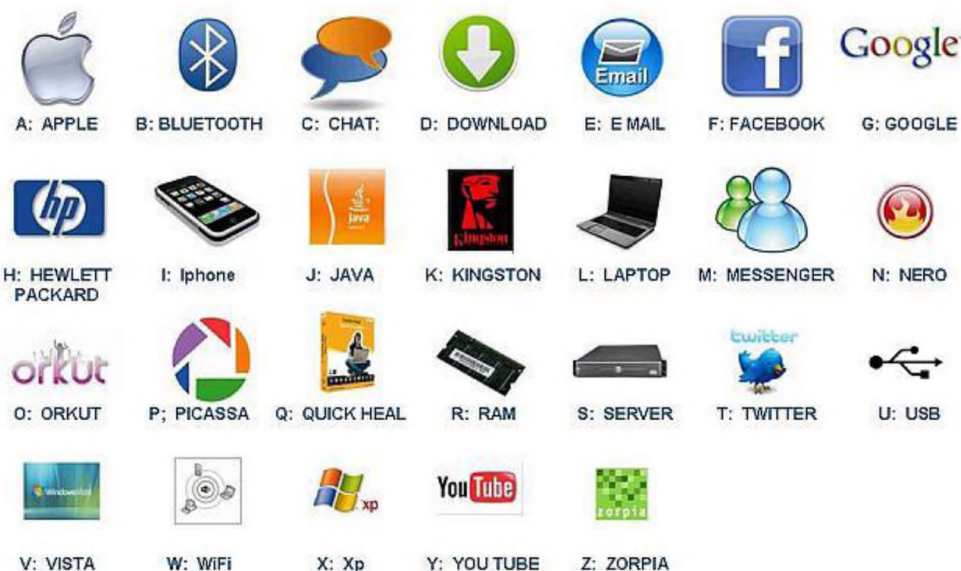 Email
f
Google
A: APPLE
B: BLUETOOTH
C: CHAT:
D: DOWNLOAD
E: E MAIL
F: FACEBOOK
G: GOOGLE
hp
Java
Kingston
H: HEWLETT
PACKARD
I: Iphone
J: JAVA
K: KINGSTON
L: LAPTOP
M: MESSENGER
N: NERO
orkut
twitter
O: ORKUT
P; PICASSA
Q: QUICK HEAL
R: RAM
S: SERVER
T: TWITTER
U: USB
xp
You Tube
zorpia
V: VISTA
W: WiFi
X: Xp
Y: YOU TUBE
Z: ZORPIA